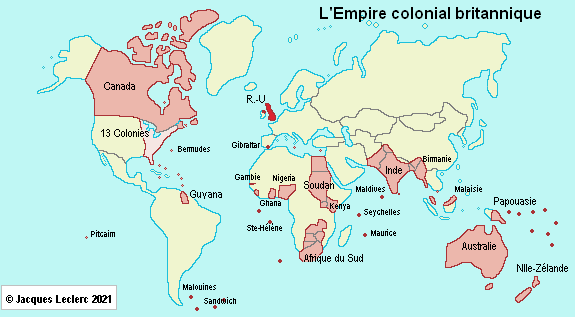 L'Empire colonial britannique
Canada
R.-U.
13 Colonies
Bermudes
Gibraltar
Gambie
Nigeria
Soudan
Inde
Birmanie
Guyana
Ghana
Kenya
Maldives
Malaisie
Seychelles
Papouasie
Ste-Hélène
Maurice
Pitcairn
Afrique du Sud
Australie
Nlle-Zélande
Malouines
Sandwich
© Jacques Leclerc 2021